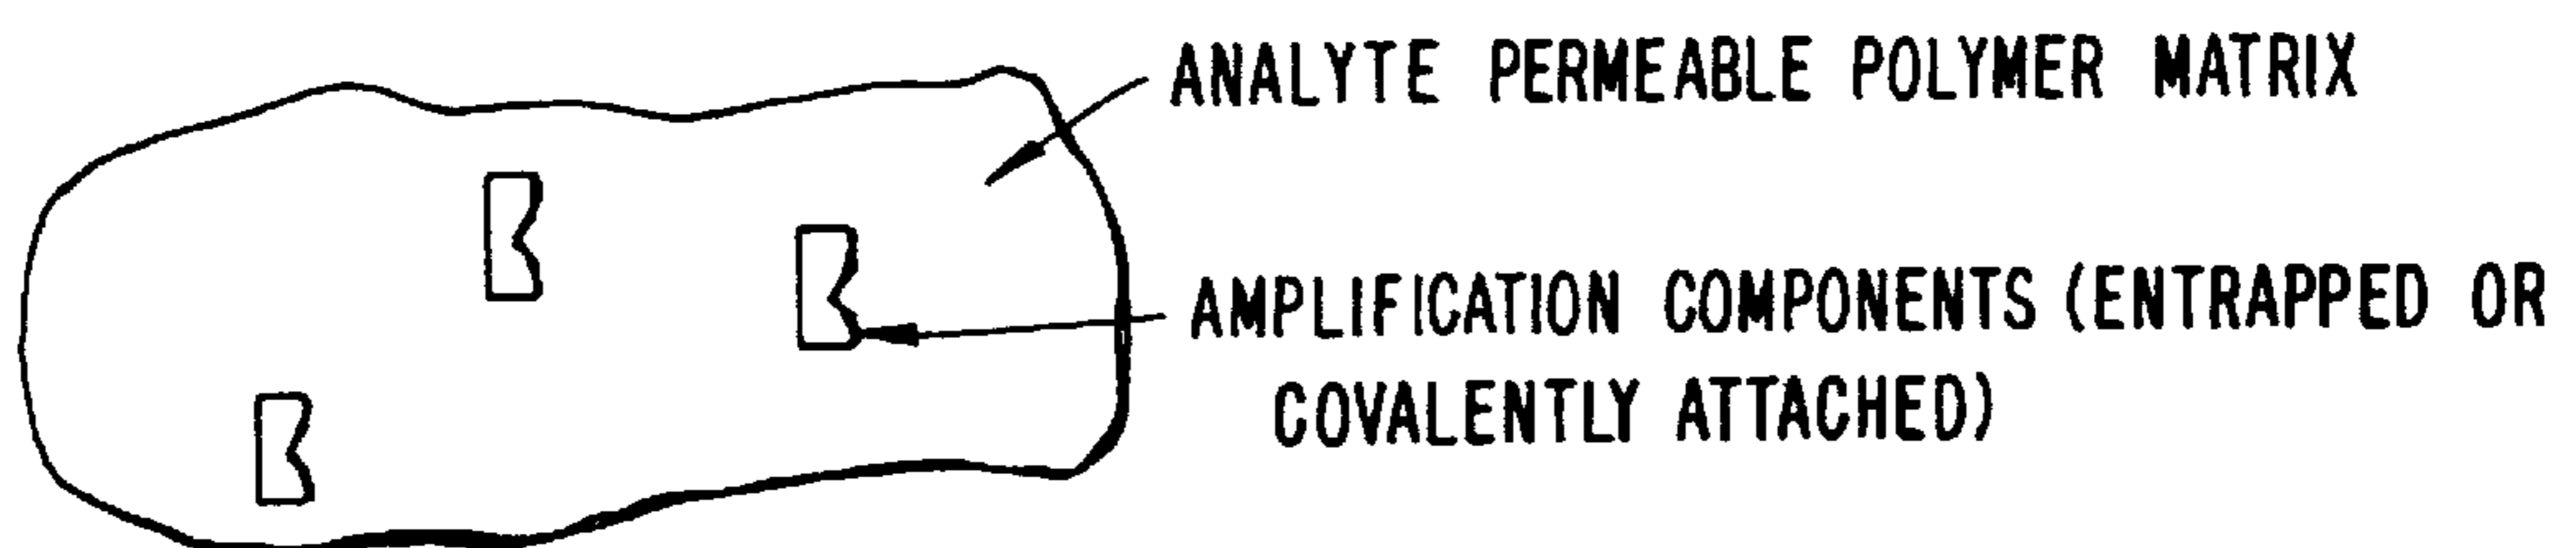 ANALYTE PERMEABLE POLYMER MATRIX
AMPLIFICATION COMPONENTS (ENTRAPPED OR
COVALENTLY ATTACHED)